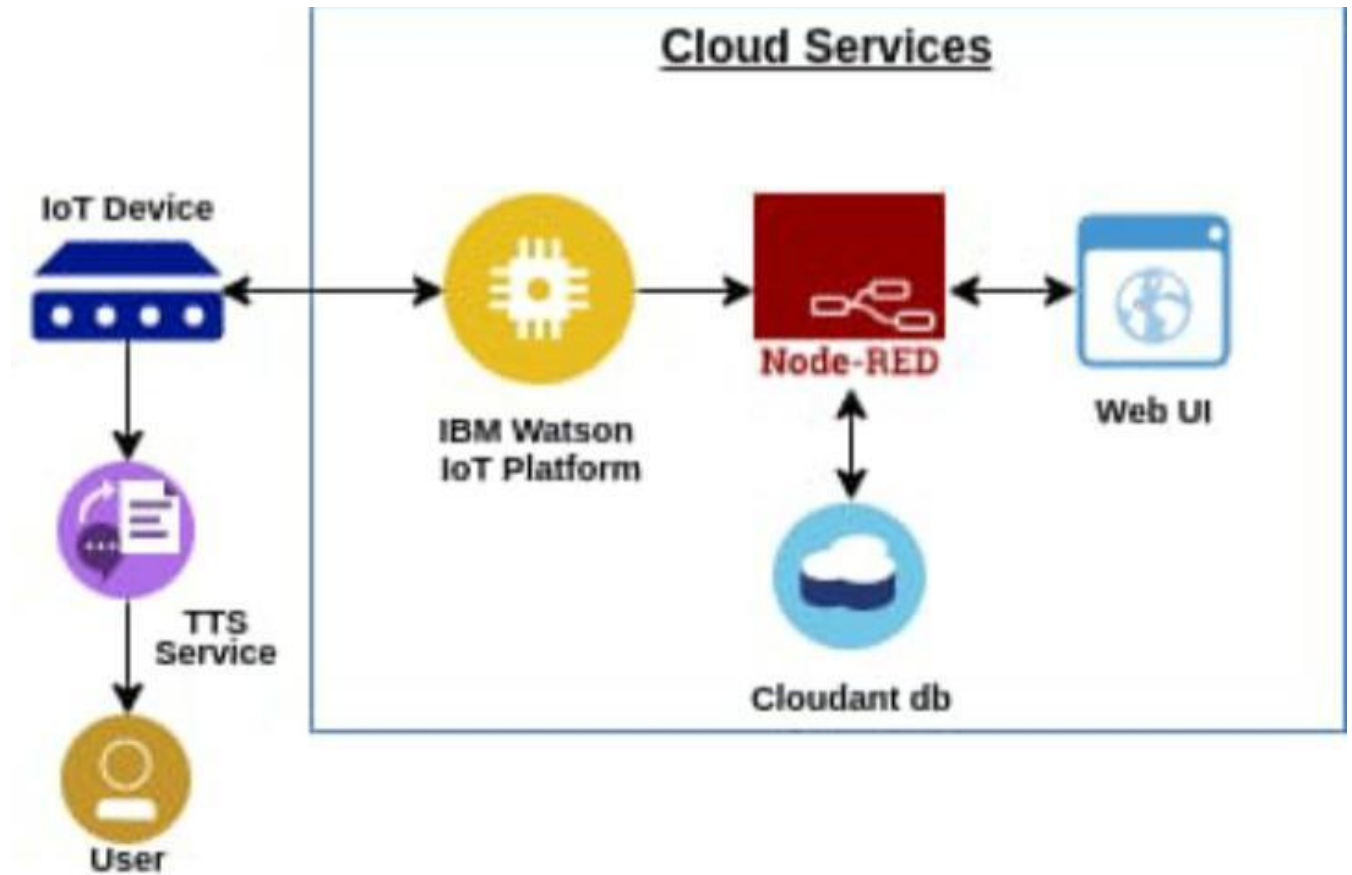 Cloud Services
IoT Device
Node-RED
IBM Watson
IoT Platform
Web UI
TTS
Service
Cloudant db
User